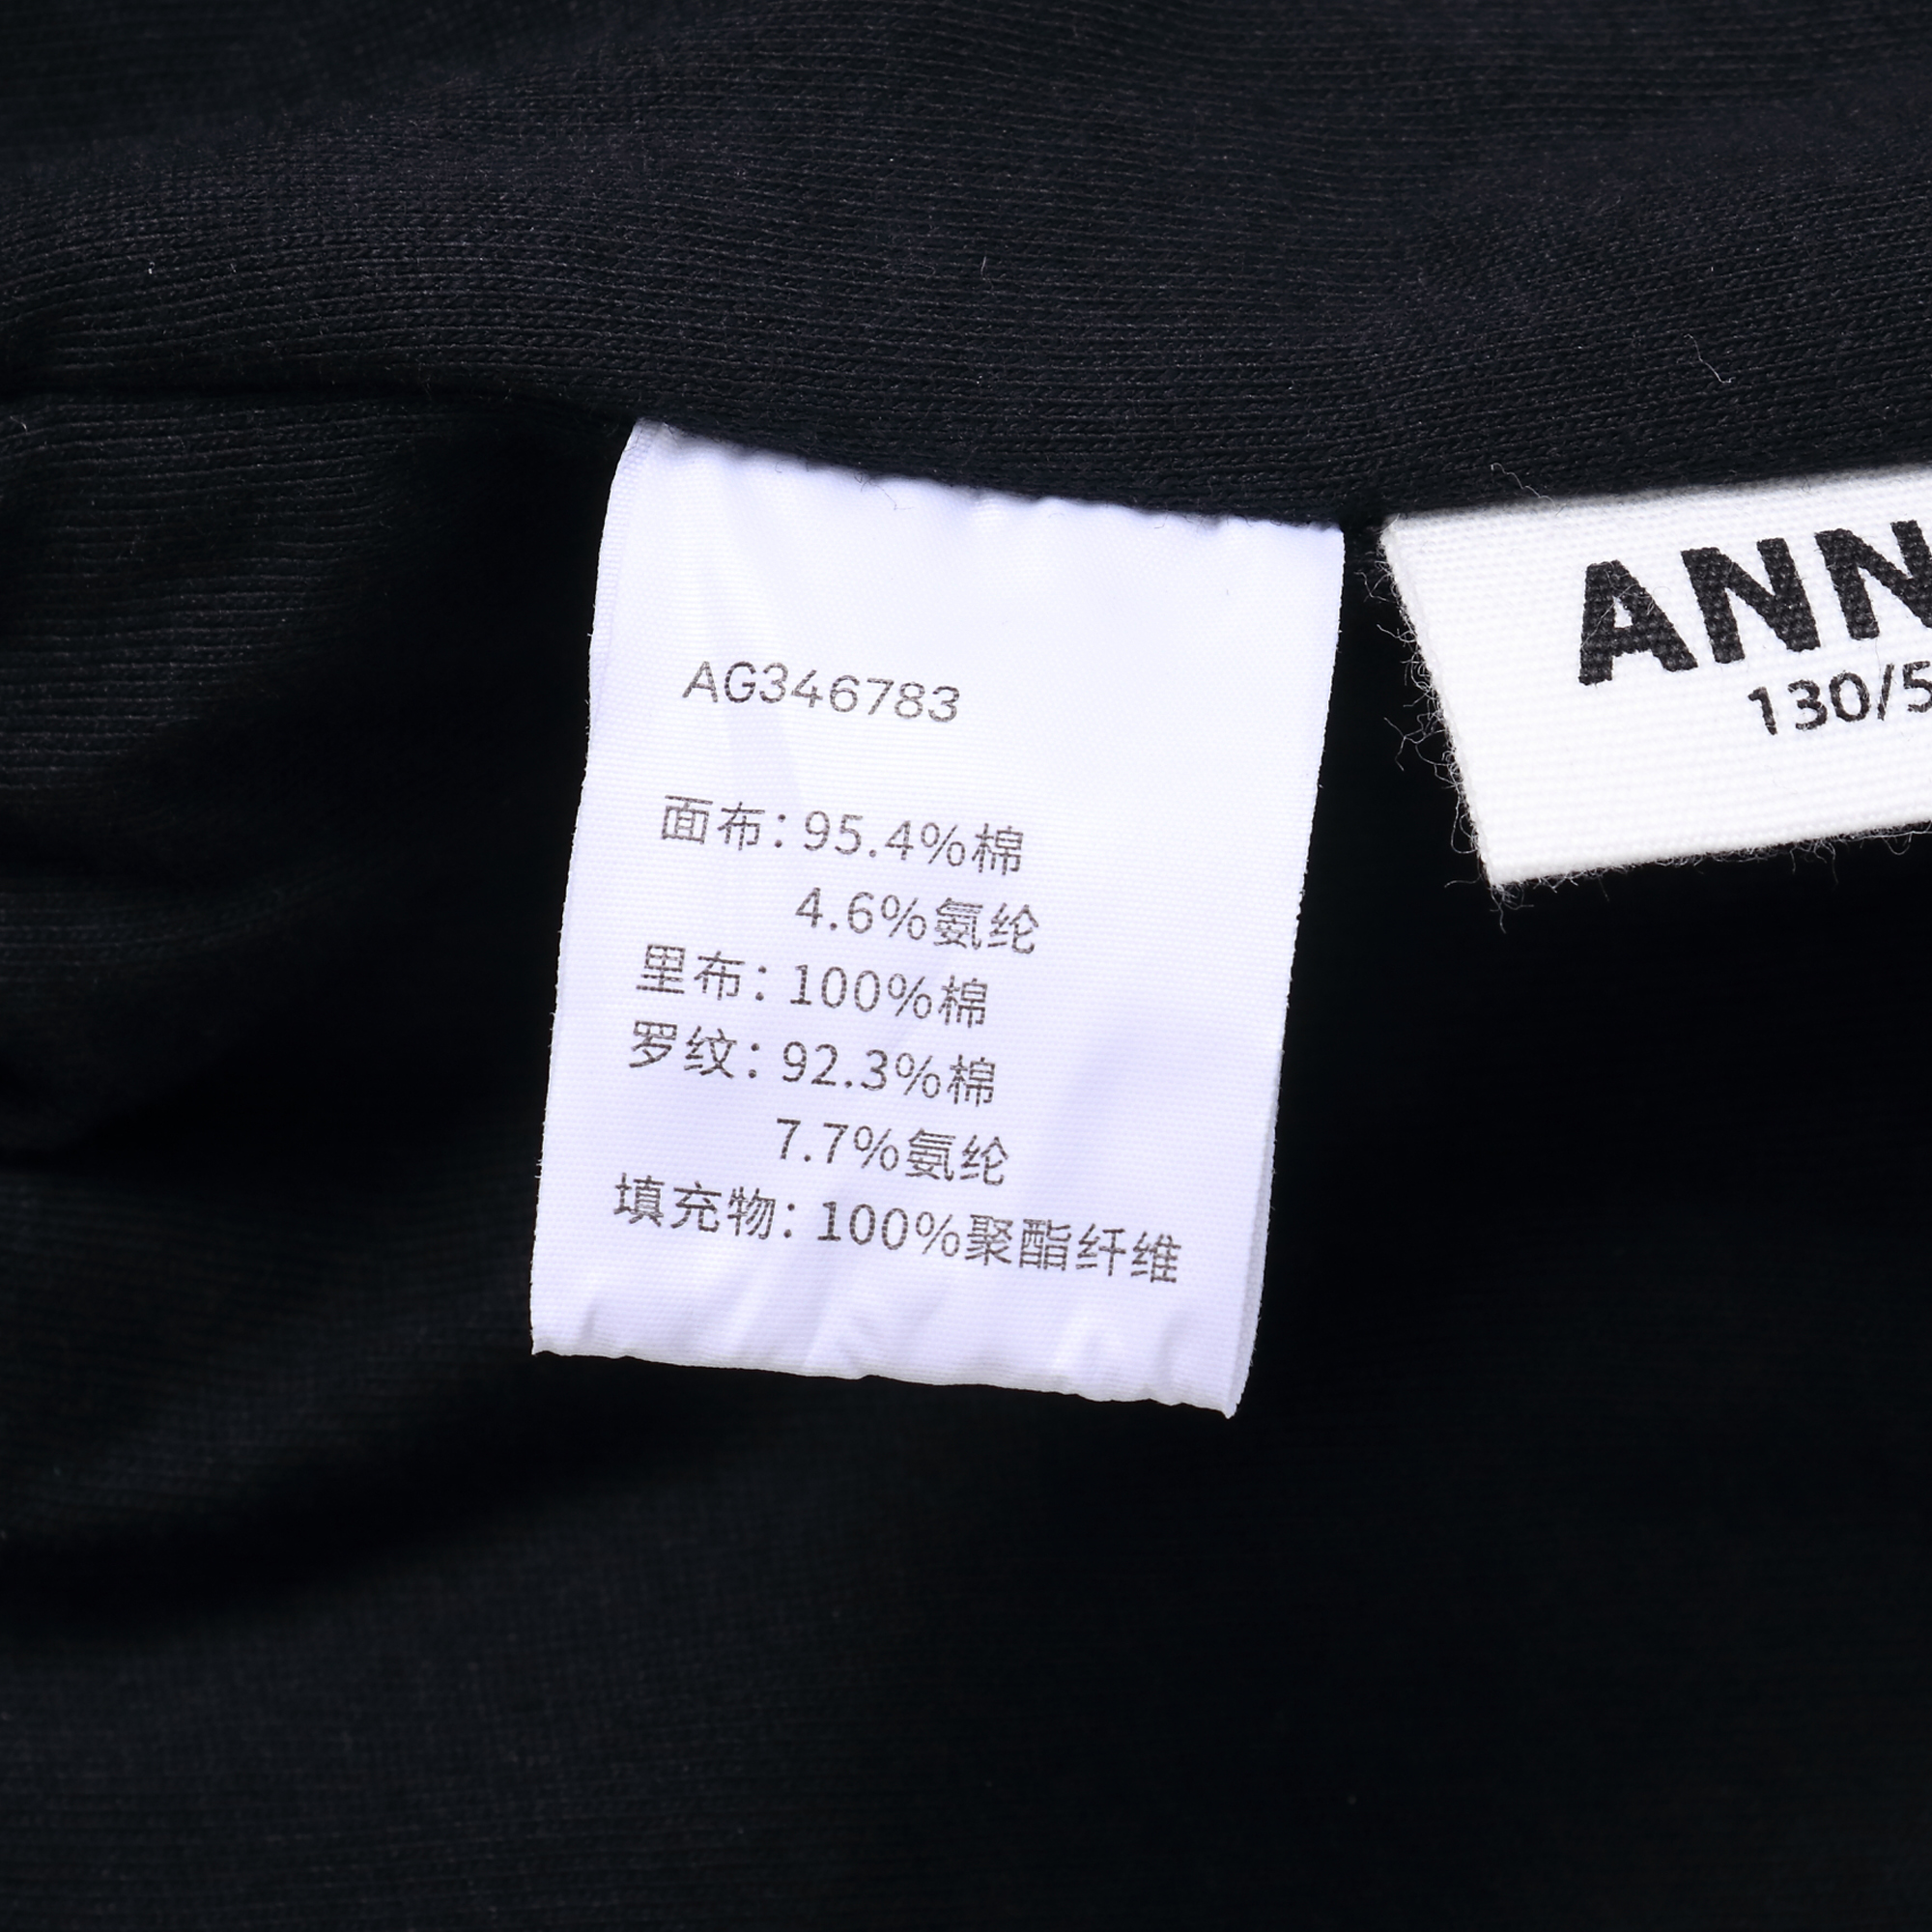 AG346783
面布：95.4%棉
4.6%氨纶
里布：100%棉
罗纹：92.3%棉
7.7%氨纶
填充物：100%聚酯纤维
ANN
130/5